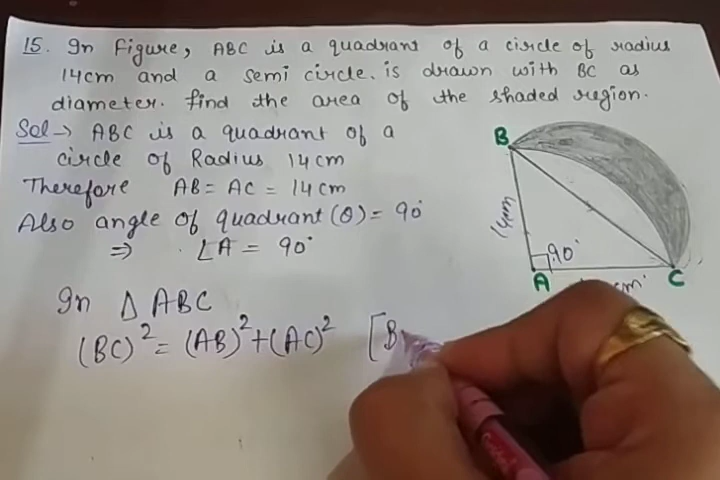 15. In Figure, ABC is a quadrant of a circle of radius
14cm and a semi circle. is drawn with BC as
diameter. find the area of the shaded region.
Sol → ABC is a quadrant of a
circle of Radius 14cm
Therefore AB = AC = 14cm
Also angle of quadrant (θ) = 90°
⇒ ∠A = 90°
In Δ ABC
(BC)² = (AB)² + (AC)² [B
B
14cm
90°
A
C
cm